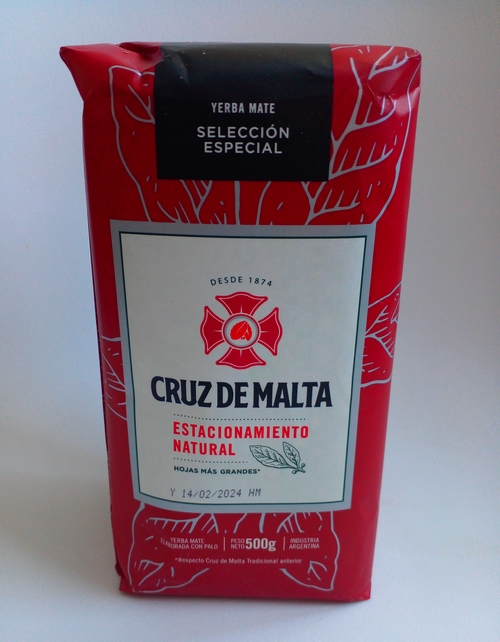 YERBA MATE
SELECCIÓN
ESPECIAL
DESDE 1874
CRUZ DE MALTA
ESTACIONAMIENTO
NATURAL
HOJAS MÁS GRANDES*
Y 14/02/2024 HM
YERBA MATE
ELABORADA CON PALO
PESO
NETO 500g
INDUSTRIA
ARGENTINA
*Respecto Cruz de Malta Tradicional anterior